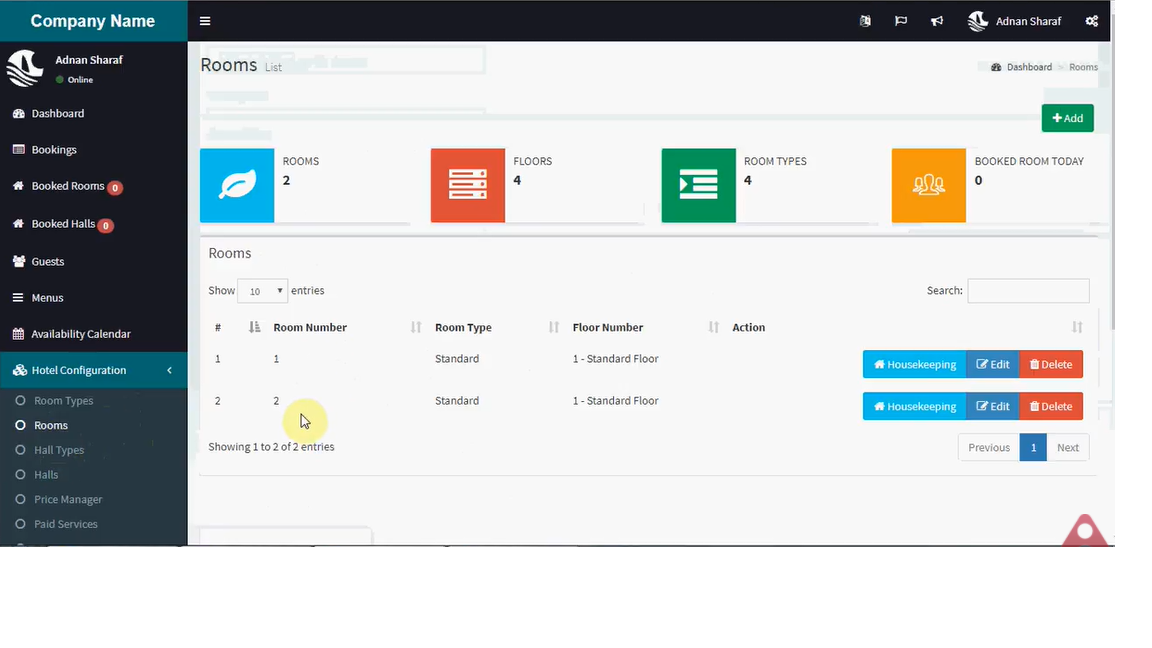 Company Name
Adnan Sharaf
Adnan Sharaf
Online
Rooms List
Dashboard > Rooms
Dashboard
Add
Bookings
ROOMS
2
FLOORS
4
ROOM TYPES
4
BOOKED ROOM TODAY
0
Booked Rooms 0
Booked Halls 0
Guests
Menus
Availability Calendar
Hotel Configuration
Room Types
Rooms
Hall Types
Halls
Price Manager
Paid Services
Rooms
Show 10 entries
Search:
# Room Number Room Type Floor Number Action
1 1 Standard 1 - Standard Floor Housekeeping Edit Delete
2 2 Standard 1 - Standard Floor Housekeeping Edit Delete
Showing 1 to 2 of 2 entries
Previous 1 Next